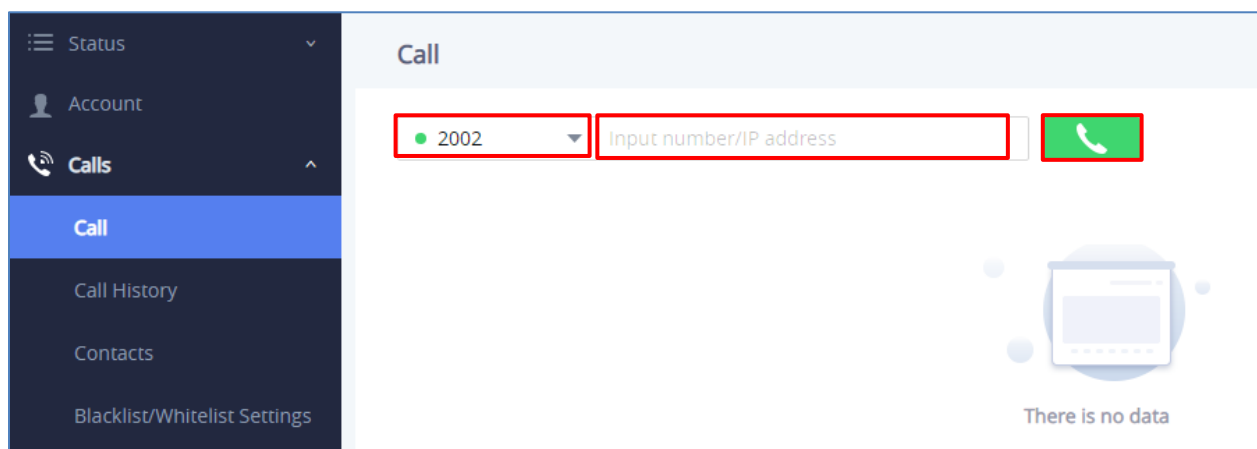 Status
Account
Calls
Call
Call History
Contacts
Blacklist/Whitelist Settings
Call
2002
Input number/IP address
There is no data